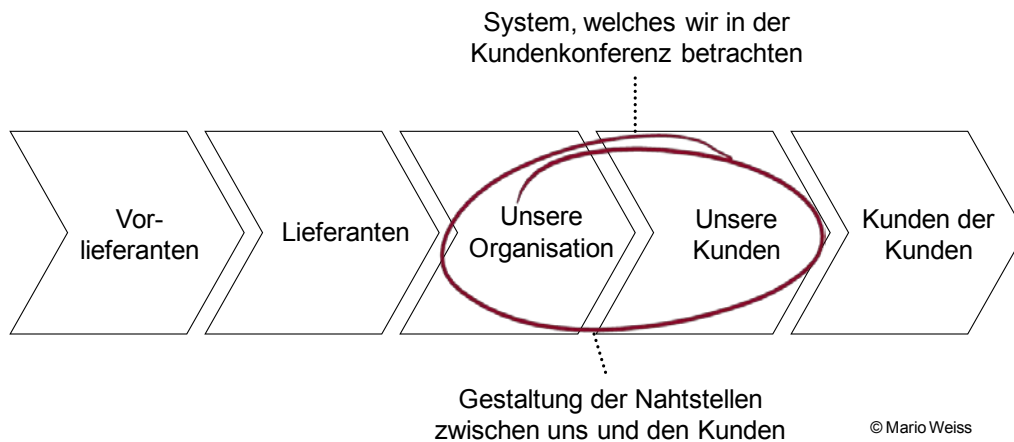 System, welches wir in der
Kundenkonferenz betrachten
Vor-
lieferanten
Lieferanten
Unsere
Organisation
Unsere
Kunden
Kunden der
Kunden
Gestaltung der Nahtstellen
zwischen uns und den Kunden
© Mario Weiss